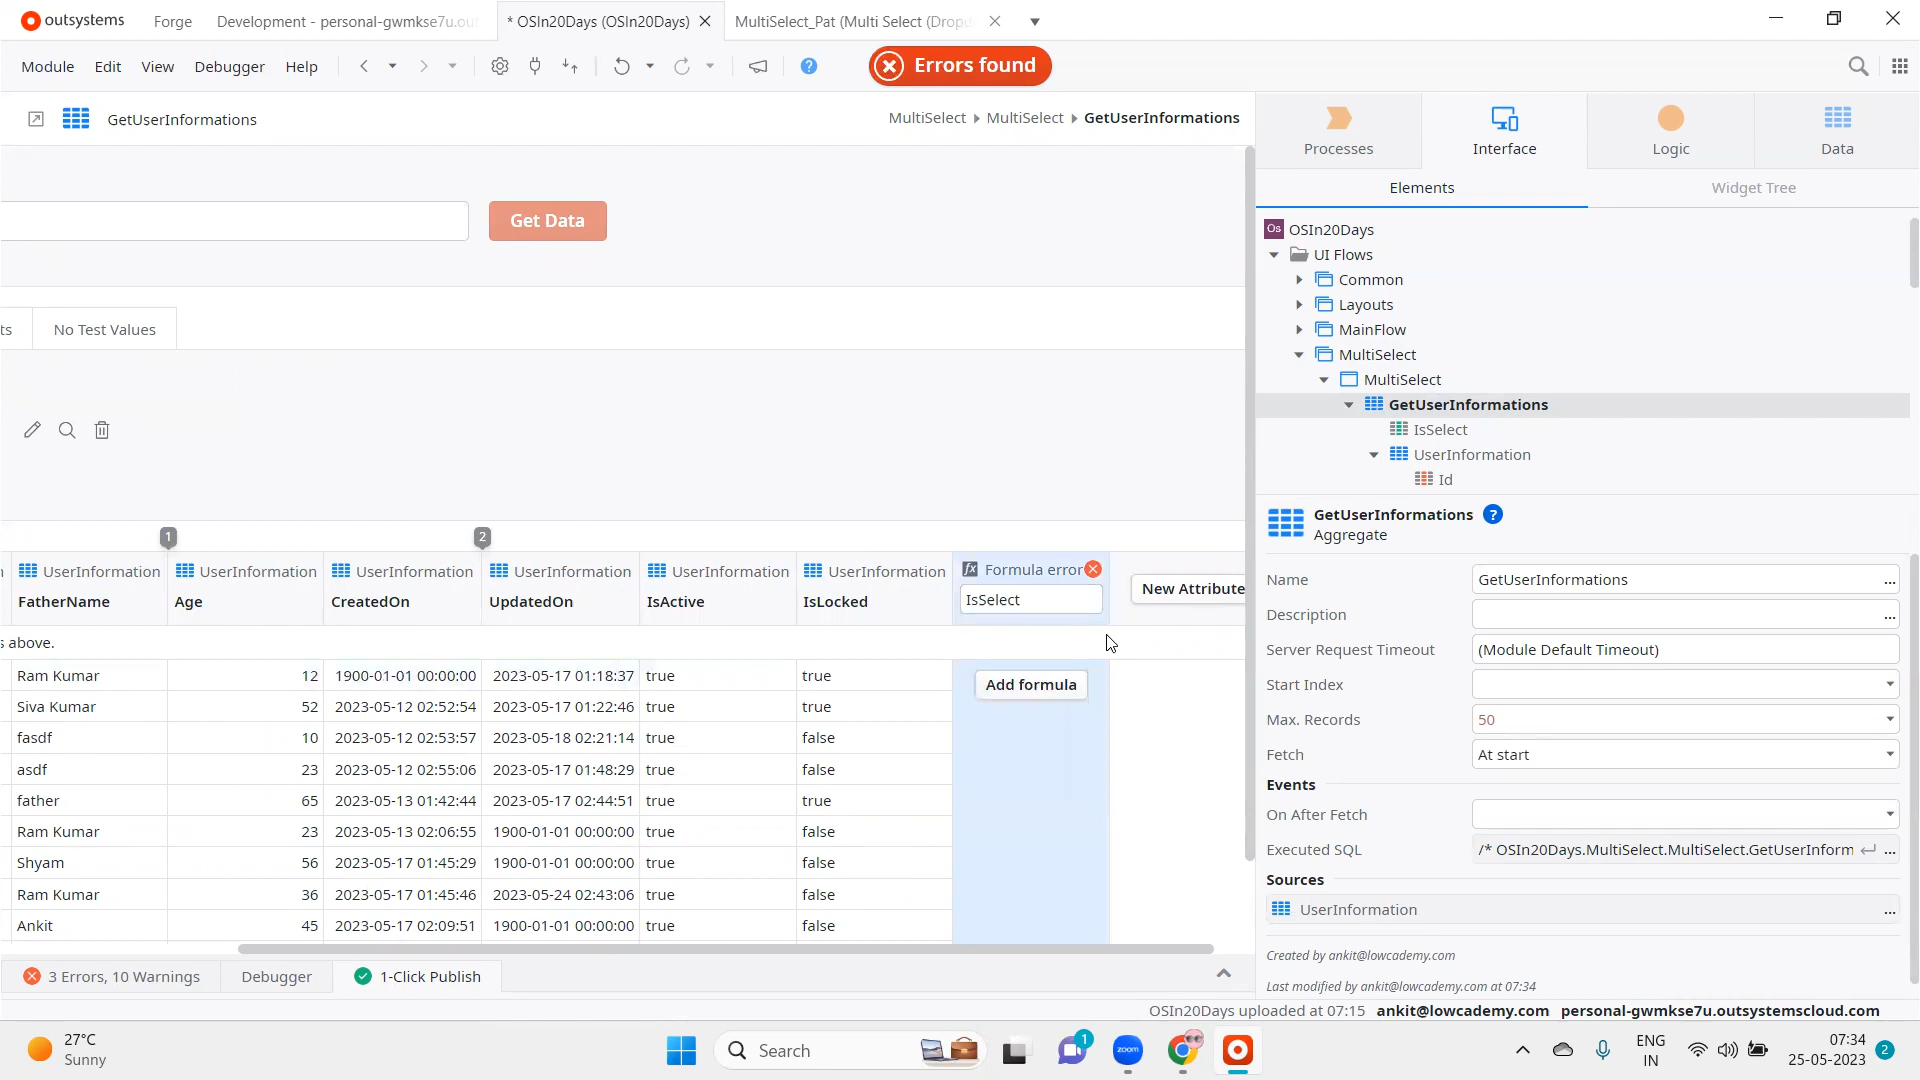 outsystems
Forge
Development - personal-gwmkse7u.ou
* OSIn20Days (OSIn20Days)
MultiSelect_Pat (Multi Select (Dropd
Module
Edit
View
Debugger
Help
Errors found
GetUserInformations
MultiSelect
MultiSelect
GetUserInformations
Get Data
ts
No Test Values
1
2
UserInformation
FatherName
UserInformation
Age
UserInformation
CreatedOn
UserInformation
UpdatedOn
UserInformation
IsActive
UserInformation
IsLocked
Formula error
IsSelect
New Attribute
s above.
Ram Kumar 12 1900-01-01 00:00:00 2023-05-17 01:18:37 true true
Siva Kumar 52 2023-05-12 02:52:54 2023-05-17 01:22:46 true true
fasdf 10 2023-05-12 02:53:57 2023-05-18 02:21:14 true false
asdf 23 2023-05-12 02:55:06 2023-05-17 01:48:29 true false
father 65 2023-05-13 01:42:44 2023-05-17 02:44:51 true true
Ram Kumar 23 2023-05-13 02:06:55 1900-01-01 00:00:00 true false
Shyam 56 2023-05-17 01:45:29 1900-01-01 00:00:00 true false
Ram Kumar 36 2023-05-17 01:45:46 2023-05-24 02:43:06 true false
Ankit 45 2023-05-17 02:09:51 1900-01-01 00:00:00 true false
Add formula
3 Errors, 10 Warnings
Debugger
1-Click Publish
Processes
Interface
Logic
Data
Elements
Widget Tree
Os OSIn20Days
UI Flows
Common
Layouts
MainFlow
MultiSelect
MultiSelect
GetUserInformations
IsSelect
UserInformation
Id
GetUserInformations ?
Aggregate
Name GetUserInformations ...
Description ...
Server Request Timeout (Module Default Timeout)
Start Index
Max. Records 50
Fetch At start
Events
On After Fetch
Executed SQL /* OSIn20Days.MultiSelect.MultiSelect.GetUserInform ...
Sources
UserInformation ...
Created by ankit@lowcademy.com
Last modified by ankit@lowcademy.com at 07:34
OSIn20Days uploaded at 07:15 ankit@lowcademy.com personal-gwmkse7u.outsystemscloud.com
27°C
Sunny
Search
1
zoom
ENG
IN
07:34
25-05-2023
2